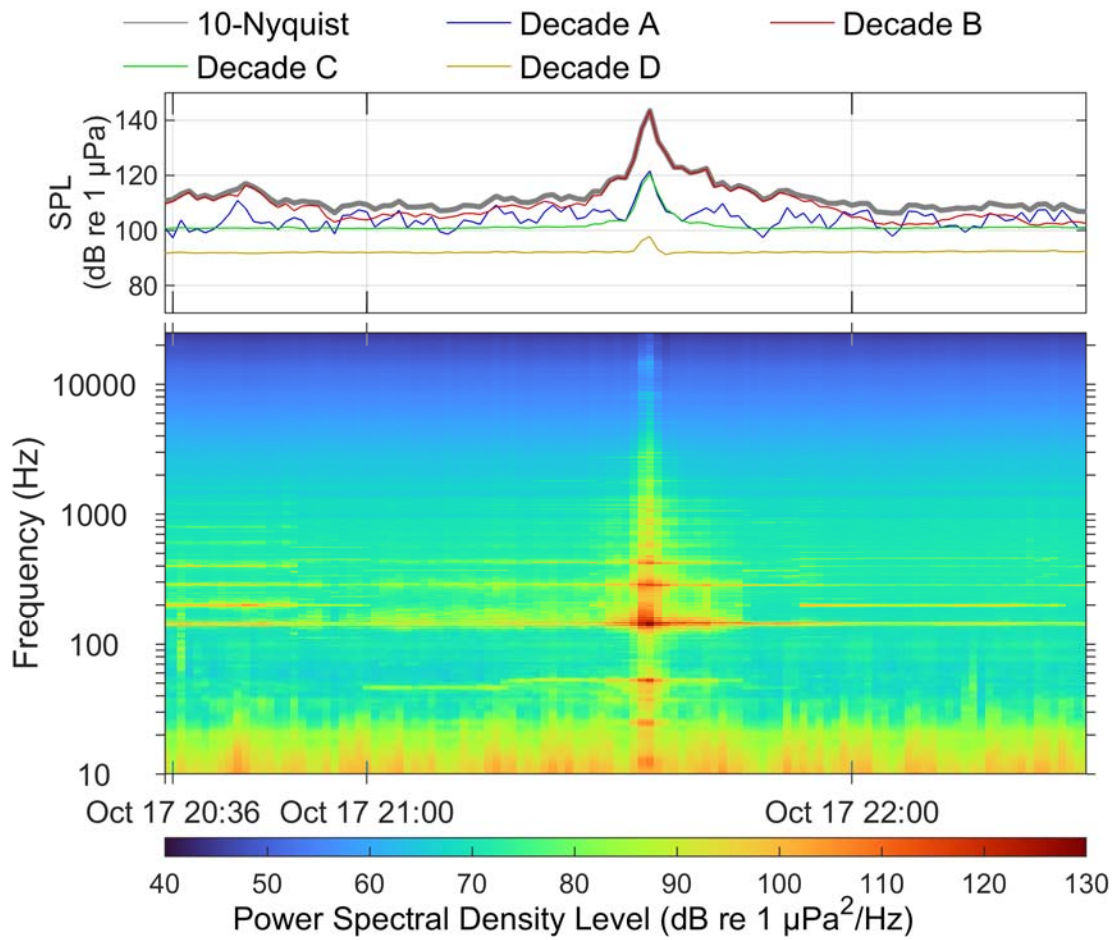 10-Nyquist Decade A Decade B
Decade C Decade D
140
120
100
80
SPL
(dB re 1 µPa)
10000
1000
100
10
Frequency (Hz)
Oct 17 20:36 Oct 17 21:00 Oct 17 22:00
40 50 60 70 80 90 100 110 120 130
Power Spectral Density Level (dB re 1 µPa²/Hz)